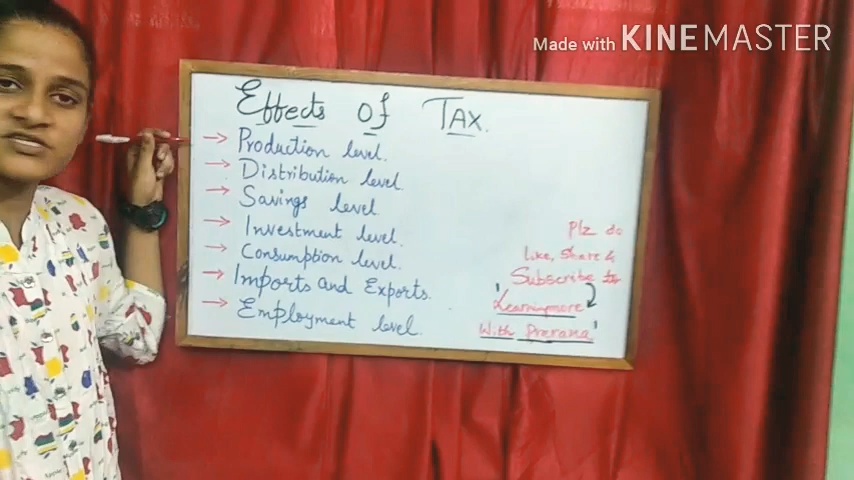 Made with KINEMASTER
Effects of TAX.
→ Production level.
→ Distribution level.
→ Savings level.
→ Investment level.
→ Consumption level.
→ Imports and Exports.
→ Employment level.
Plz do
Like, Share &
Subscribe to
'Learningmore
With Prerana'